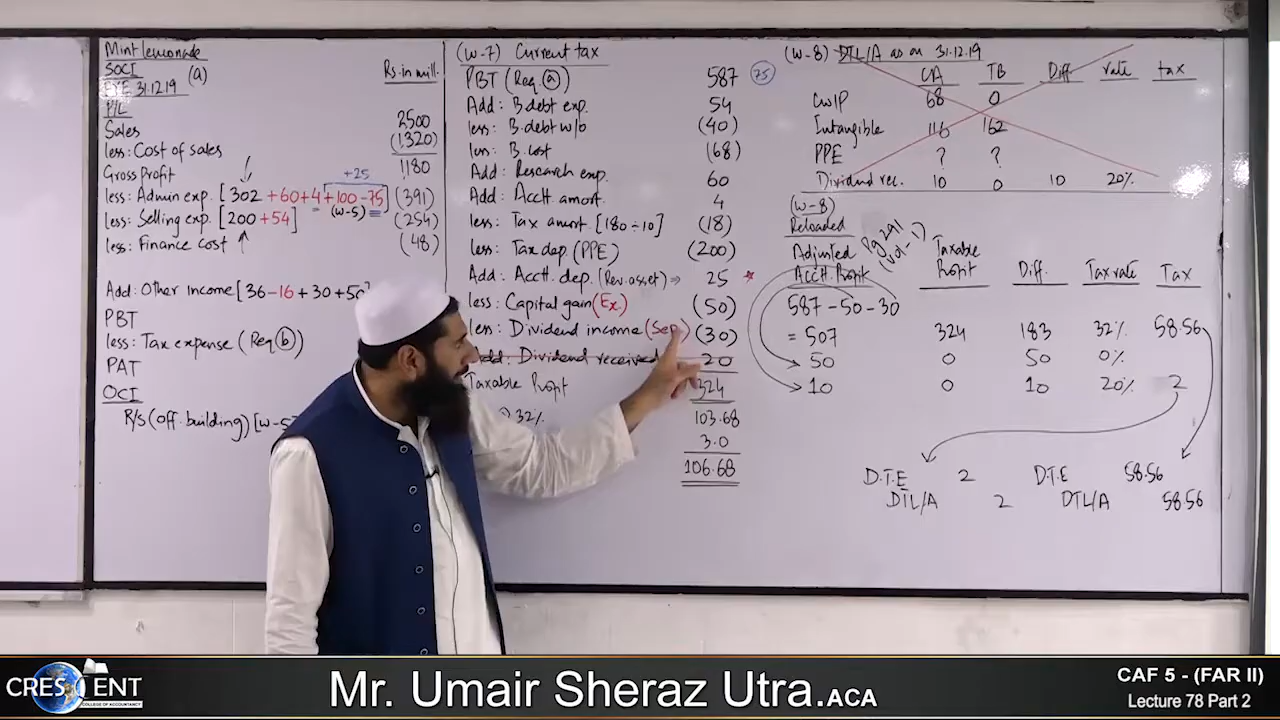 Mint lemonade
SOCI (a)
FYE 31.12.19 Rs. in mill.
P/L
Sales 2500
less: Cost of sales (1320)
Gross Profit 1180
+25
less: Admin exp. [302 +60+4+100-75] (391)
(w-5)
less: Selling exp. [200+54] (254)
less: Finance cost (48)
Add: Other income [36-16+30+50]
PBT
less: Tax expense (Req b)
PAT
OCI
R/S (off. building) [w-5]
(w-7) Current tax
PBT (Req a) 587 75
Add: B.debt exp. 54
less: B.debt w/o (40)
less: B. cost (68)
Add: Research exp. 60
Add: Acctt amort. 4
less: Tax amort. [180÷10] (18)
less: Tax dep (PPE) (200)
Add: Acctt. dep. (Rev. asset) ⇒ 25 *
less: Capital gain (Ex.) (50)
less: Dividend income (Sep) (30)
Add: Dividend received 20
Taxable Profit 324
@ 32% 103.68
3.0
106.68
(w-8) DTL/A as on 31.12.19
CA TB Diff rate tax
CWIP 68 0
Intangible 116 162
PPE ? ?
Dividend rec. 10 0 10 20%
(w-8)
Reloaded
Pg 291
Adjusted Acctt. Profit Taxable Profit Diff. Tax rate Tax
587-50-30
= 507 324 183 32% 58.56
50 0 50 0%
10 0 10 20% 2
D.T.E 2 D.T.E 58.56
DTL/A 2 DTL/A 58.56
CRESCENT
COLLEGE OF ACCOUNTANCY
Mr. Umair Sheraz Utra.ACA
CAF 5 - (FAR II)
Lecture 78 Part 2